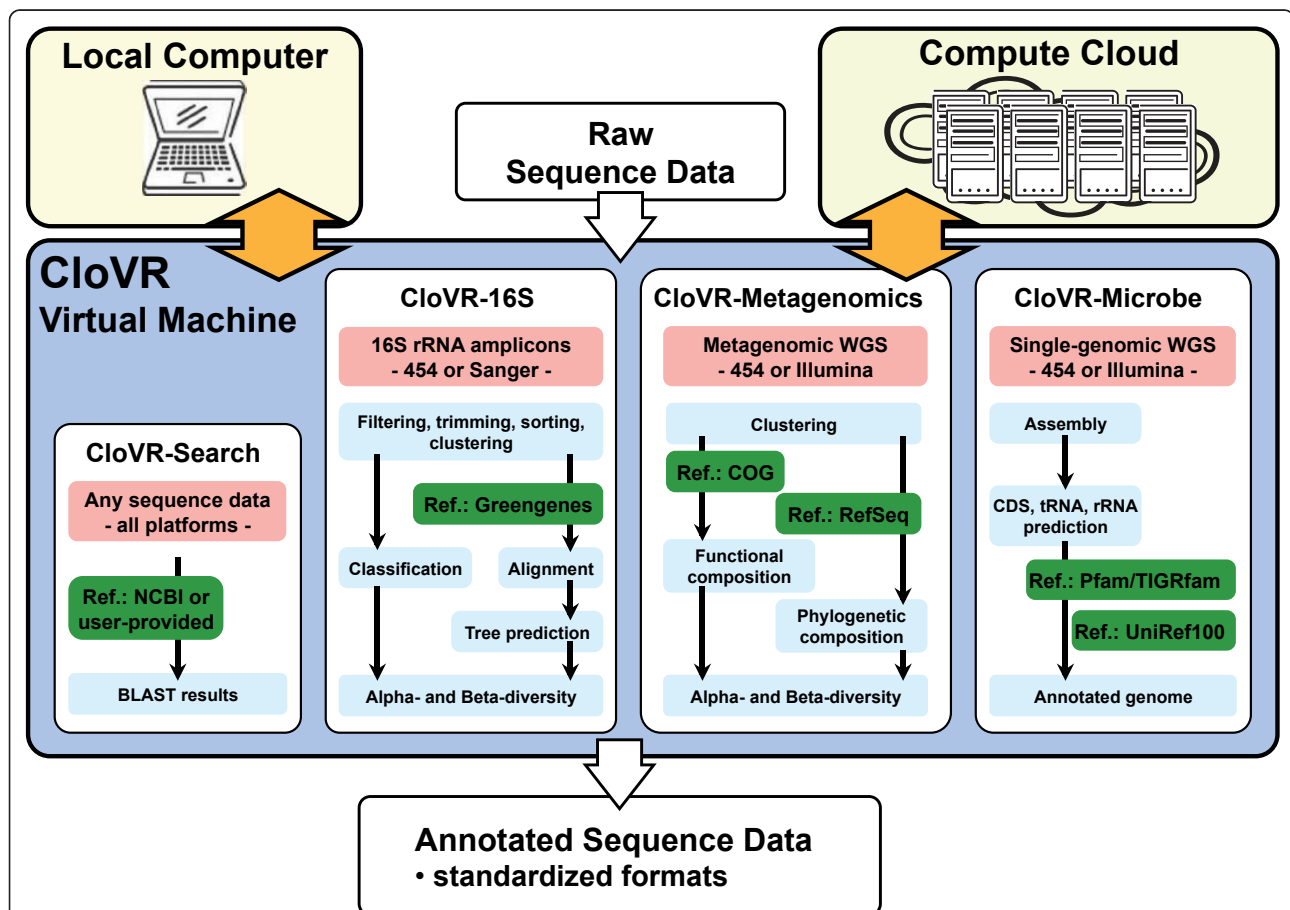 Local Computer
Compute Cloud
Raw
Sequence Data
CloVR
Virtual Machine
CloVR-Search
Any sequence data
- all platforms -
Ref.: NCBI or
user-provided
BLAST results
CloVR-16S
16S rRNA amplicons
- 454 or Sanger -
Filtering, trimming, sorting,
clustering
Ref.: Greengenes
Classification
Alignment
Tree prediction
Alpha- and Beta-diversity
CloVR-Metagenomics
Metagenomic WGS
- 454 or Illumina
Clustering
Ref.: COG
Ref.: RefSeq
Functional
composition
Phylogenetic
composition
Alpha- and Beta-diversity
CloVR-Microbe
Single-genomic WGS
- 454 or Illumina -
Assembly
CDS, tRNA, rRNA
prediction
Ref.: Pfam/TIGRfam
Ref.: UniRef100
Annotated genome
Annotated Sequence Data
• standardized formats